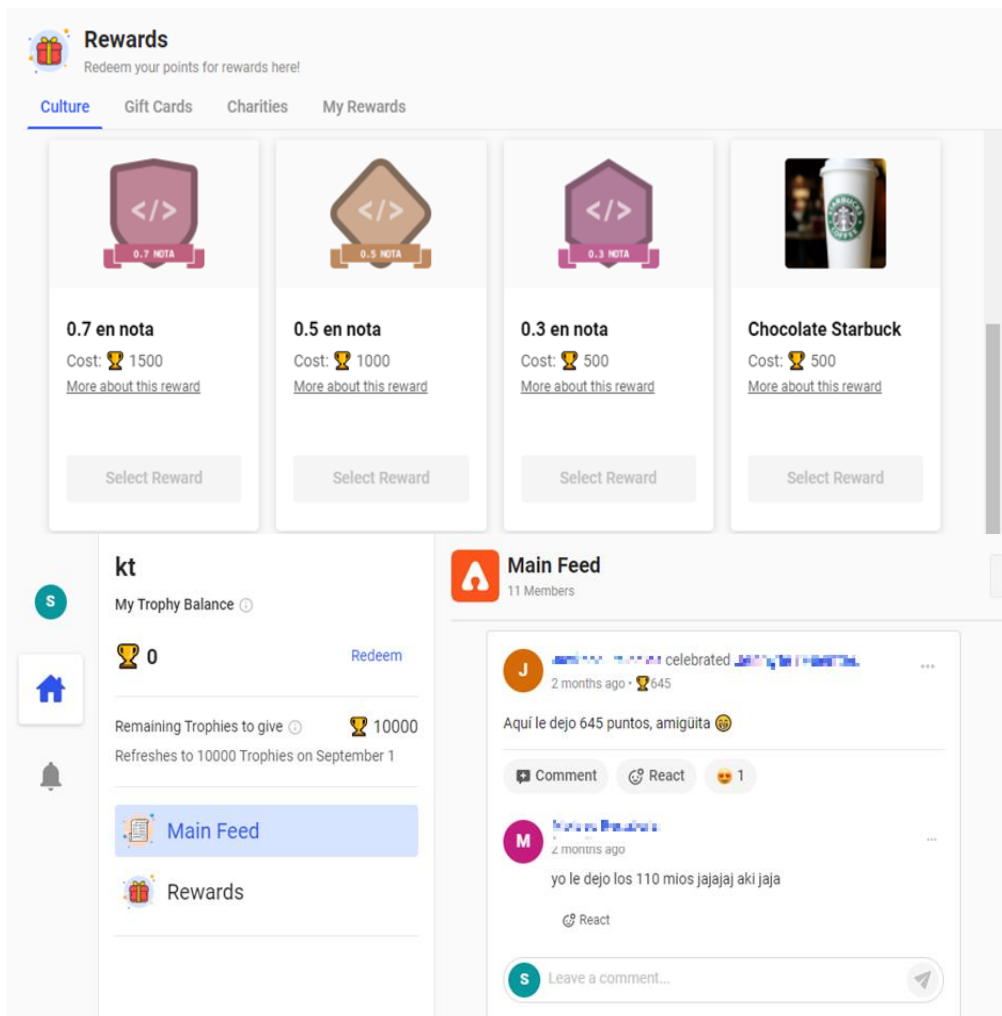 Rewards
Redeem your points for rewards here!
Culture Gift Cards Charities My Rewards
</> </> </>
0.7 NOTA 0.5 NOTA 0.3 NOTA
STARBUCKS
COFFEE
0.7 en nota
Cost: 1500
More about this reward
Select Reward
0.5 en nota
Cost: 1000
More about this reward
Select Reward
0.3 en nota
Cost: 500
More about this reward
Select Reward
Chocolate Starbuck
Cost: 500
More about this reward
Select Reward
S
kt
My Trophy Balance
0 Redeem
Remaining Trophies to give 10000
Refreshes to 10000 Trophies on September 1
Main Feed
Rewards
Main Feed
11 Members
J
celebrated
2 months ago • 645
Aquí le dejo 645 puntos, amigüita
Comment React 1
M
2 months ago
yo le dejo los 110 mios jajajaj aki jaja
React
S Leave a comment...